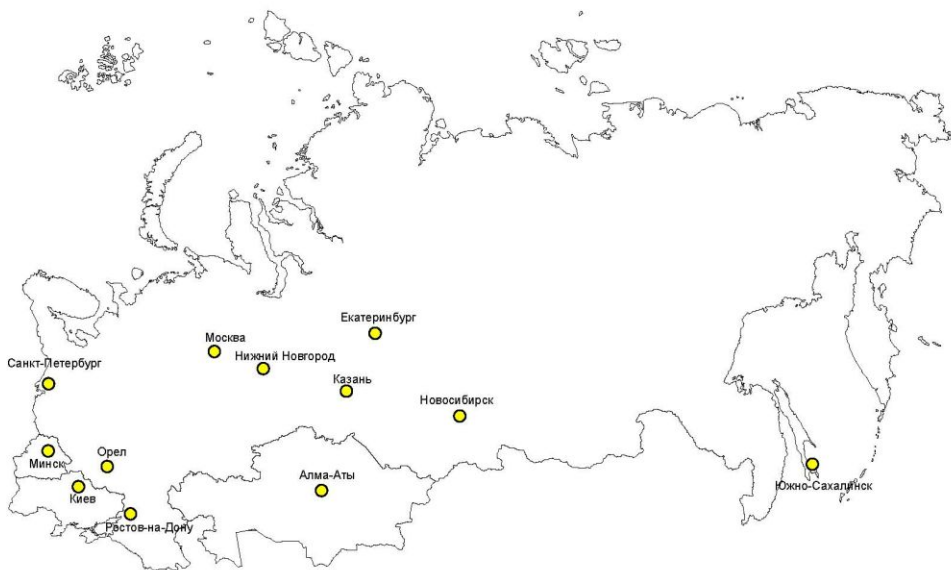 Екатеринбург
Москва
Нижний Новгород
Санкт-Петербург
Казань
Новосибирск
Орел
Минск
Алма-Аты
Южно-Сахалинск
Киев
Ростов-на-Дону